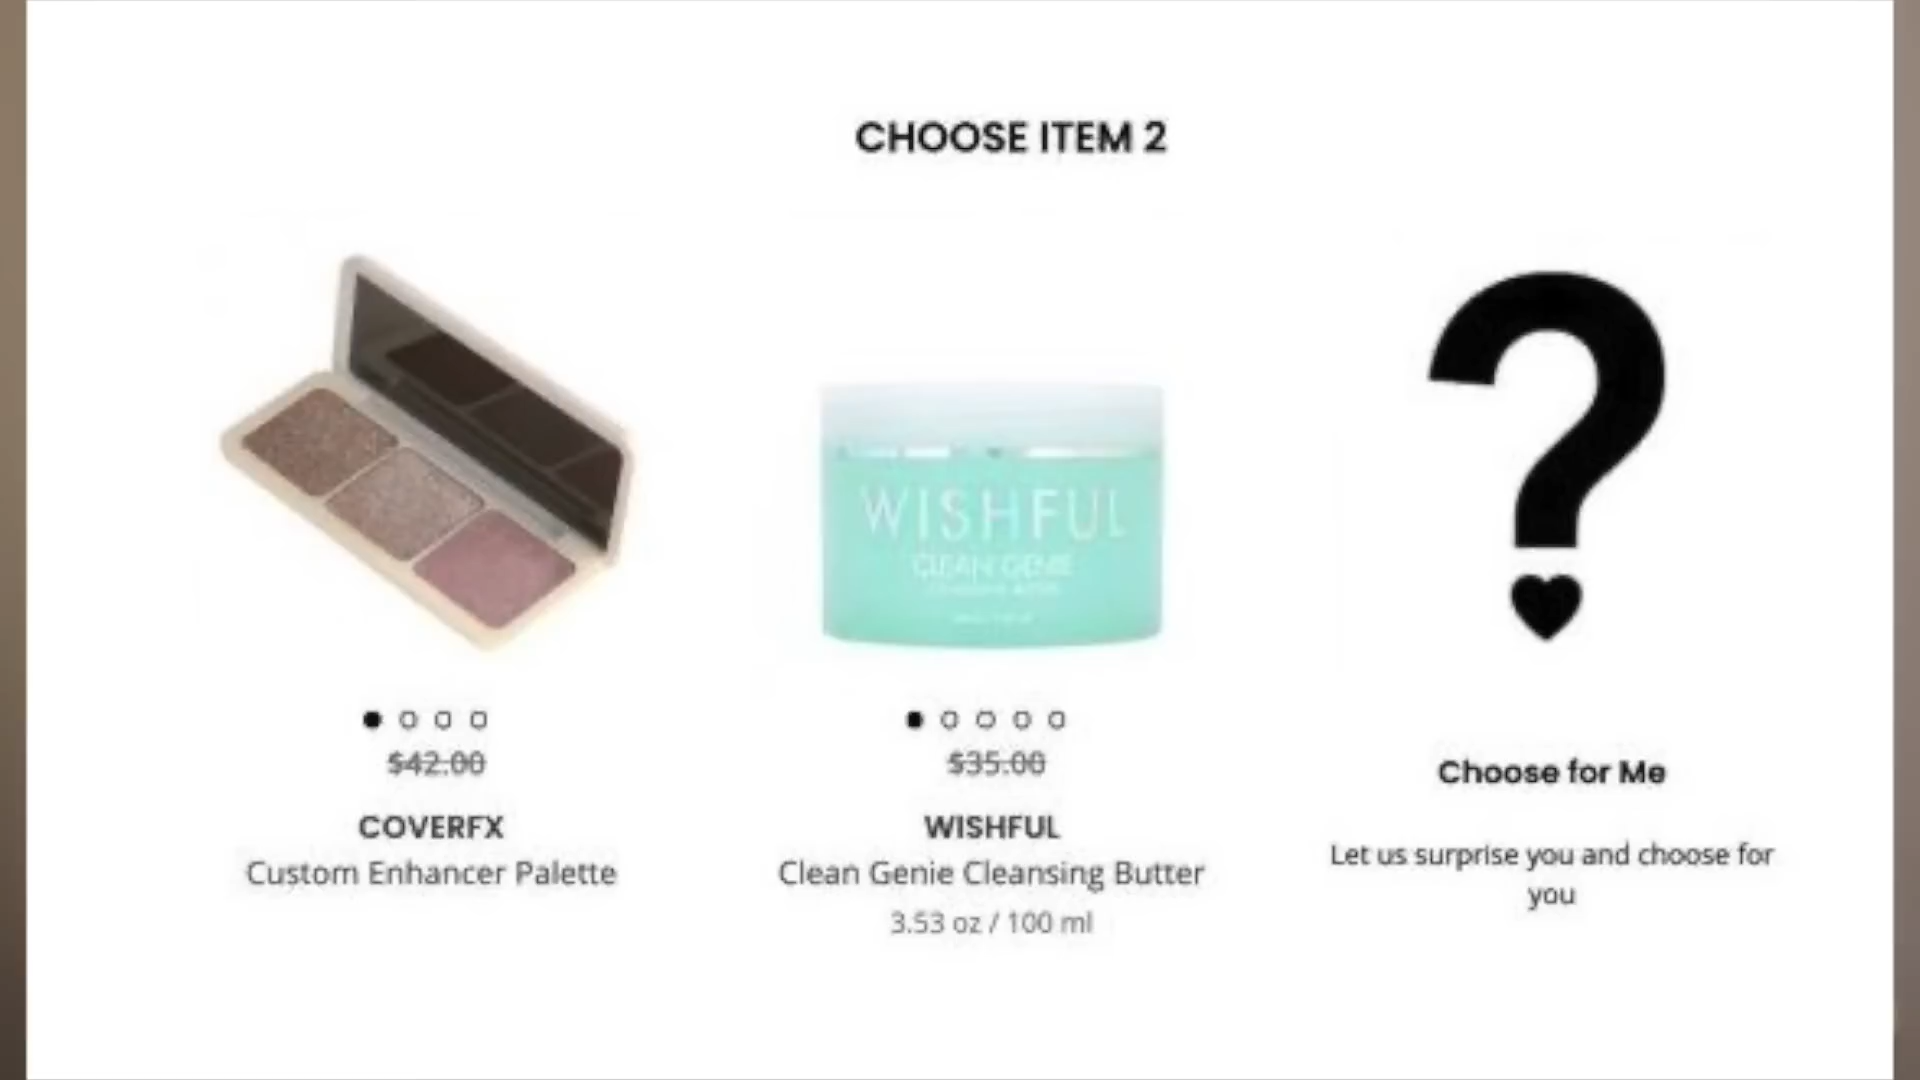 CHOOSE ITEM 2
WISHFUL
CLEAN GENIE
$42.00
COVERFX
Custom Enhancer Palette
$35.00
WISHFUL
Clean Genie Cleansing Butter
3.53 oz / 100 ml
Choose for Me
Let us surprise you and choose for
you